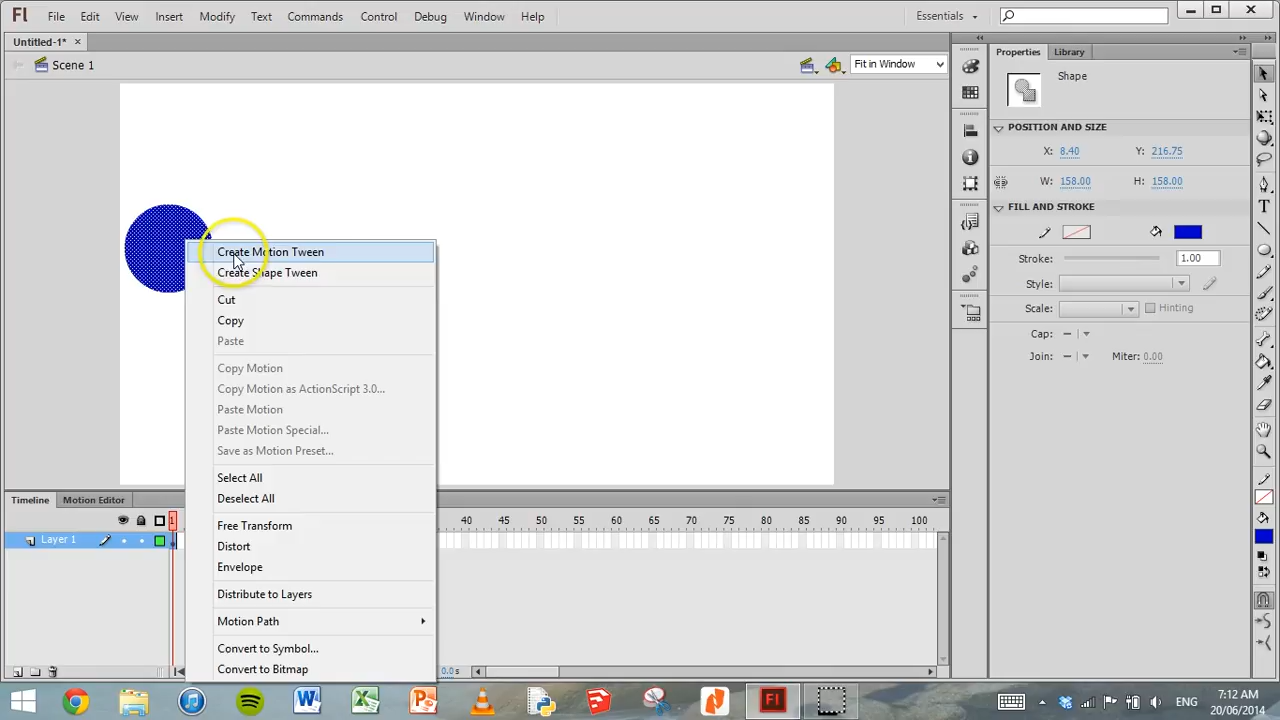 Fl File Edit View Insert Modify Text Commands Control Debug Window Help Essentials
Untitled-1* ×
Scene 1 Fit in Window
Properties Library
Shape
POSITION AND SIZE
X: 8.40 Y: 216.75
W: 158.00 H: 158.00
FILL AND STROKE
Stroke: 1.00
Style:
Scale: Hinting
Cap:
Join: Miter: 0.00
Create Motion Tween
Create Shape Tween
Cut
Copy
Paste
Copy Motion
Copy Motion as ActionScript 3.0...
Paste Motion
Paste Motion Special...
Save as Motion Preset...
Select All
Deselect All
Free Transform
Distort
Envelope
Distribute to Layers
Motion Path
Convert to Symbol...
Convert to Bitmap
Timeline Motion Editor
1 40 45 50 55 60 65 70 75 80 85 90 95 100
Layer 1
0.0 s
Fl ENG 7:12 AM
20/06/2014